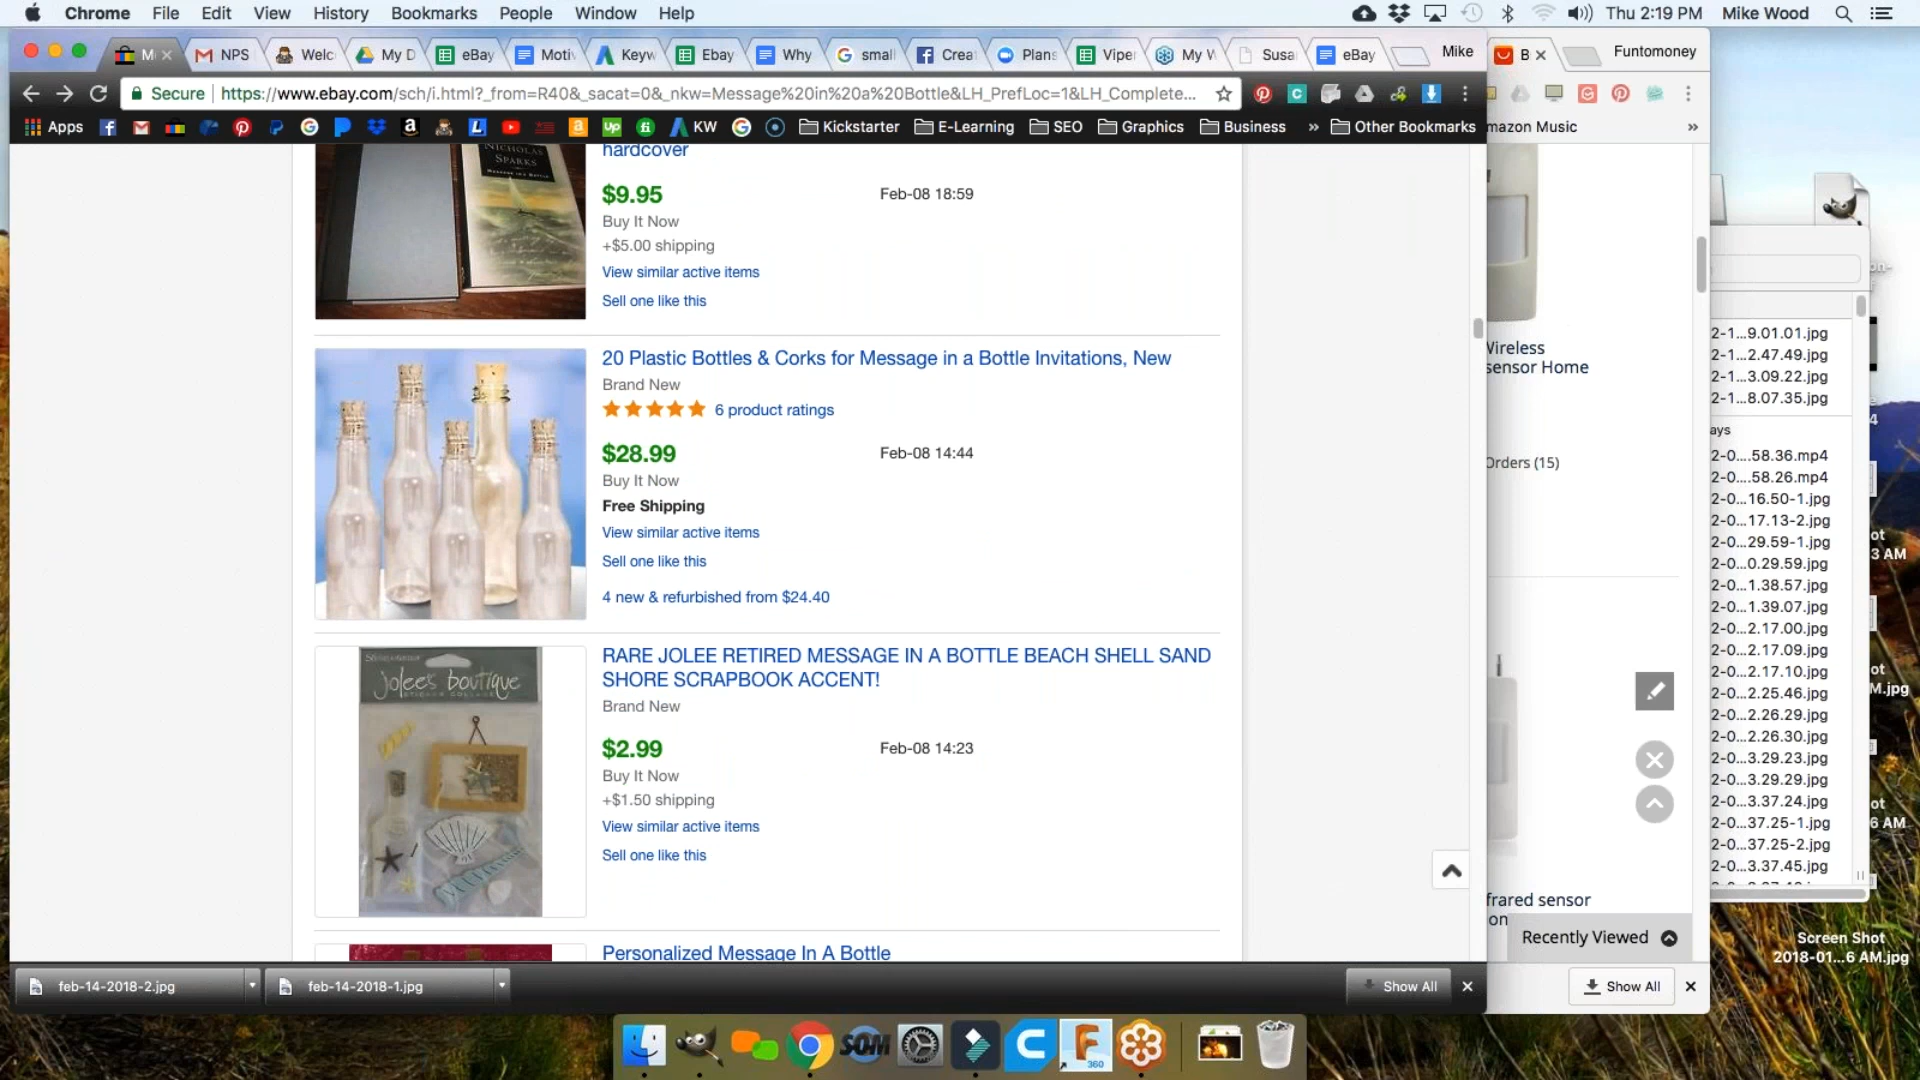 Chrome File Edit View History Bookmarks People Window Help
Thu 2:19 PM Mike Wood
NPS
Welc
My D
eBay
Motiv
Keyw
Ebay
Why
small
Crea
Plans
Viper
My W
Susa
eBay
Mike
B
Funtomoney
Secure https://www.ebay.com/sch/i.html?_from=R40&_sacat=0&_nkw=Message%20in%20a%20Bottle&LH_PrefLoc=1&LH_Complete...
Apps
KW
Kickstarter
E-Learning
SEO
Graphics
Business
» Other Bookmarks
mazon Music »
NICHOLAS
SPARKS
MESSAGE IN A BOTTLE
hardcover
$9.95
Feb-08 18:59
Buy It Now
+$5.00 shipping
View similar active items
Sell one like this
20 Plastic Bottles & Corks for Message in a Bottle Invitations, New
Brand New
6 product ratings
$28.99
Feb-08 14:44
Buy It Now
Free Shipping
View similar active items
Sell one like this
4 new & refurbished from $24.40
jolee's boutique
RARE JOLEE RETIRED MESSAGE IN A BOTTLE BEACH SHELL SAND
SHORE SCRAPBOOK ACCENT!
Brand New
$2.99
Feb-08 14:23
Buy It Now
+$1.50 shipping
View similar active items
Sell one like this
Personalized Message In A Bottle
Wireless
sensor Home
Orders (15)
frared sensor
on
Recently Viewed
2-1...9.01.01.jpg
2-1...2.47.49.jpg
2-1...3.09.22.jpg
2-1...8.07.35.jpg
ays
2-0....58.36.mp4
2-0....58.26.mp4
2-0...16.50-1.jpg
2-0...17.13-2.jpg
2-0...29.59-1.jpg
2-0...0.29.59.jpg
2-0...1.38.57.jpg
2-0...1.39.07.jpg
2-0...2.17.00.jpg
2-0...2.17.09.jpg
2-0...2.17.10.jpg
2-0...2.25.46.jpg
2-0...2.26.29.jpg
2-0...2.26.30.jpg
2-0...3.29.23.jpg
2-0...3.29.29.jpg
2-0...3.37.24.jpg
2-0...37.25-1.jpg
2-0...37.25-2.jpg
2-0...3.37.45.jpg
ot
3 AM
ot
M.jpg
ot
6 AM
Screen Shot
2018-01...6 AM.jpg
feb-14-2018-2.jpg
feb-14-2018-1.jpg
Show All
Show All
SQM
360